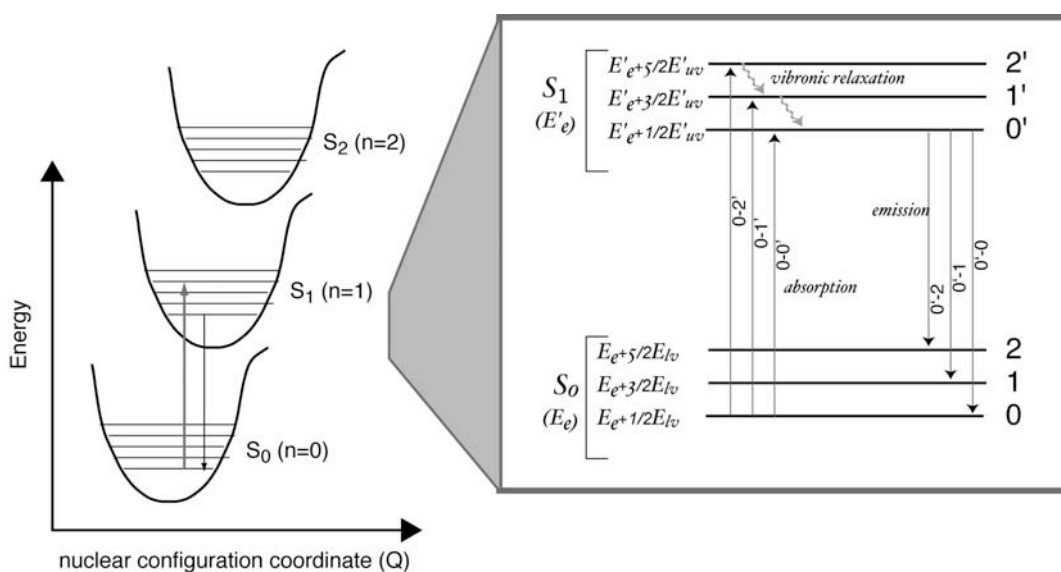 Energy
nuclear configuration coordinate (Q)
S₂ (n=2)
S₁ (n=1)
S₀ (n=0)
S₁
(E'ₑ)
E'ₑ+5/2E'ᵤᵥ
E'ₑ+3/2E'ᵤᵥ
E'ₑ+1/2E'ᵤᵥ
vibronic relaxation
2'
1'
0'
0-2'
0-1'
0-0'
absorption
emission
0'-2
0'-1
0'-0
S₀
(Eₑ)
Eₑ+5/2Eₗᵥ
Eₑ+3/2Eₗᵥ
Eₑ+1/2Eₗᵥ
2
1
0